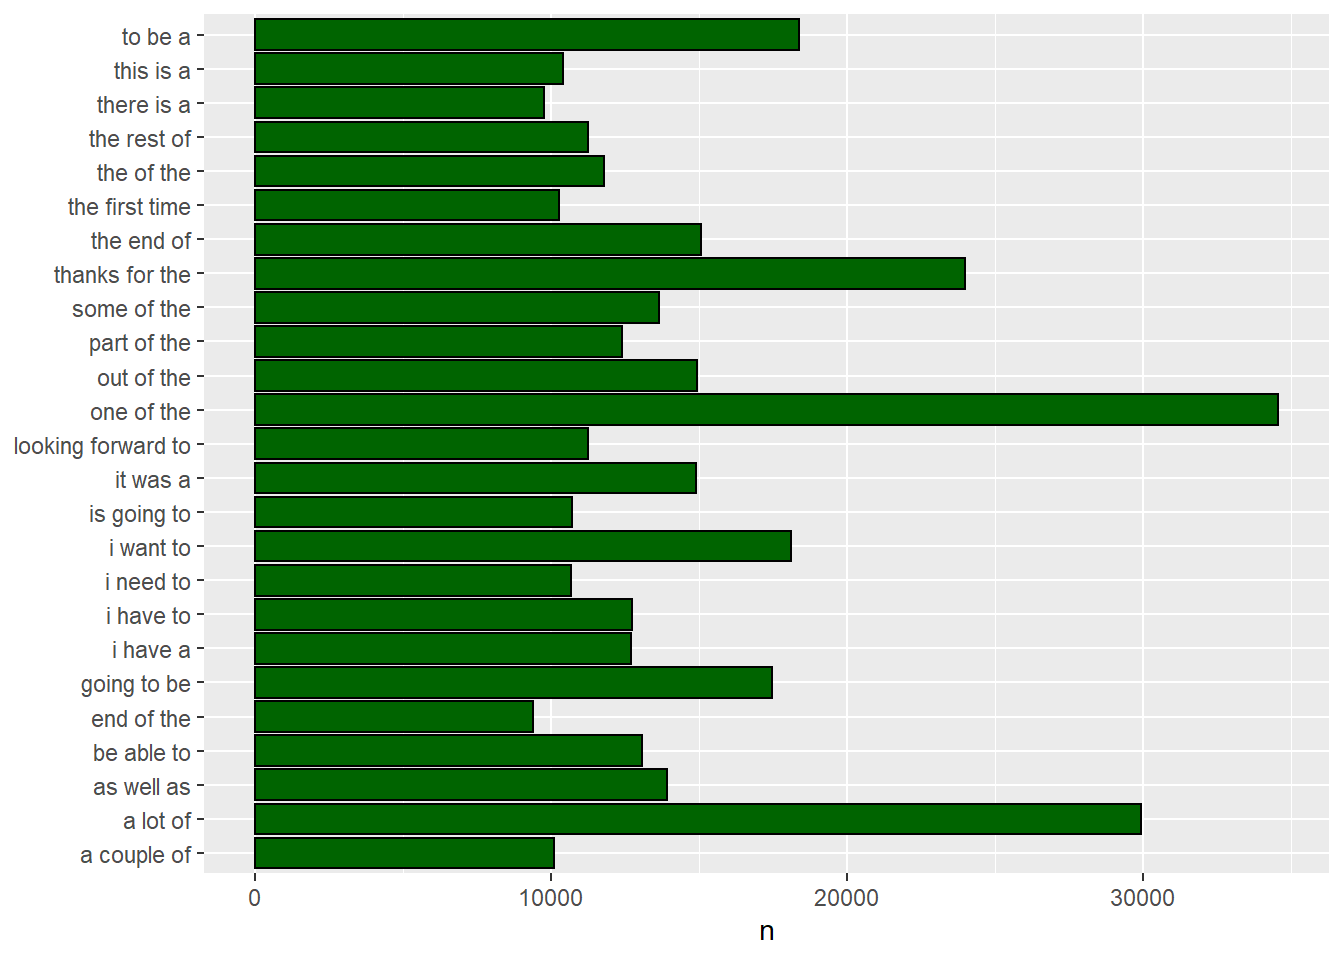 to be a
this is a
there is a
the rest of
the of the
the first time
the end of
thanks for the
some of the
part of the
out of the
one of the
looking forward to
it was a
is going to
i want to
i need to
i have to
i have a
going to be
end of the
be able to
as well as
a lot of
a couple of
0 10000 20000 30000
n